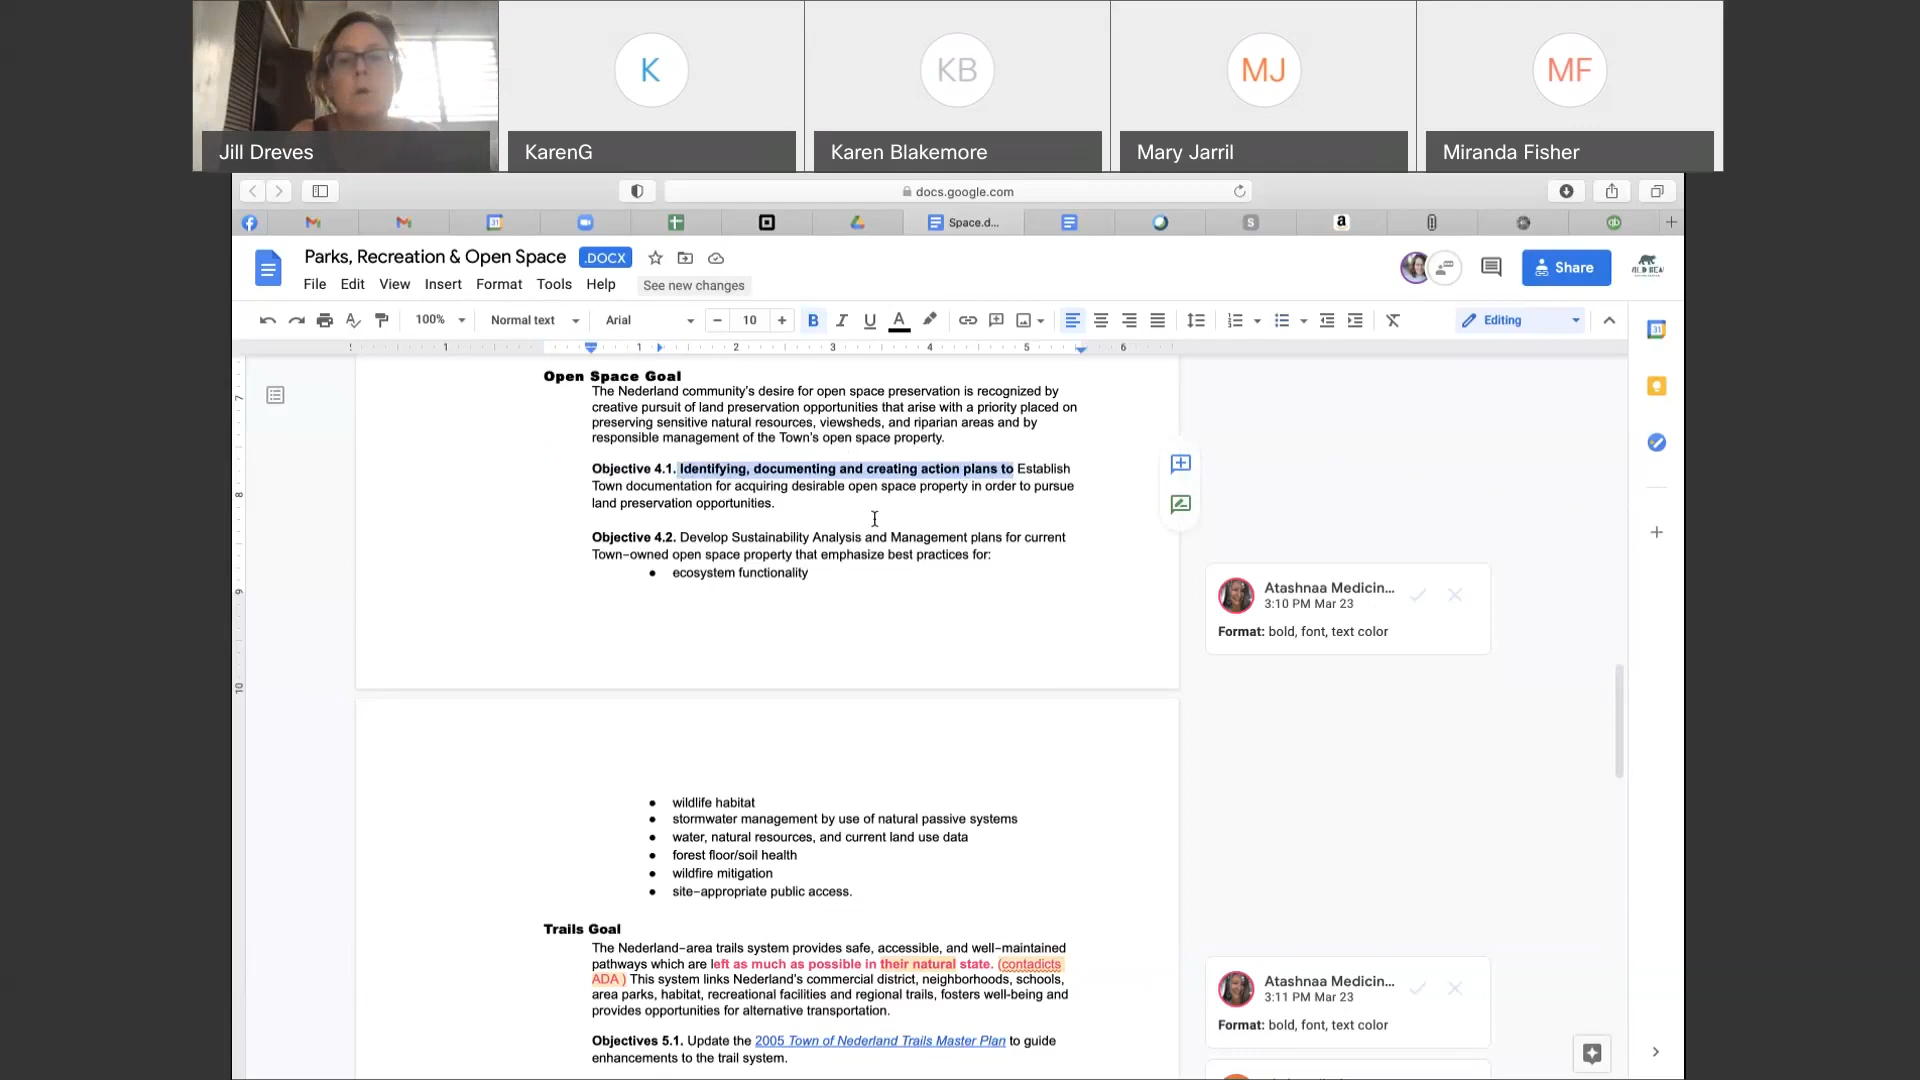 K
KB
MJ
MF
Jill Dreves
KarenG
Karen Blakemore
Mary Jarril
Miranda Fisher
docs.google.com
Space.d...
Parks, Recreation & Open Space
.DOCX
Share
File Edit View Insert Format Tools Help See new changes
100% Normal text Arial 10 Editing
1 1 2 3 4 5 6
7
8
9
10
Open Space Goal
The Nederland community's desire for open space preservation is recognized by
creative pursuit of land preservation opportunities that arise with a priority placed on
preserving sensitive natural resources, viewsheds, and riparian areas and by
responsible management of the Town's open space property.
Objective 4.1. Identifying, documenting and creating action plans to Establish
Town documentation for acquiring desirable open space property in order to pursue
land preservation opportunities.
Objective 4.2. Develop Sustainability Analysis and Management plans for current
Town-owned open space property that emphasize best practices for:
• ecosystem functionality
Atashnaa Medicin...
3:10 PM Mar 23
Format: bold, font, text color
• wildlife habitat
• stormwater management by use of natural passive systems
• water, natural resources, and current land use data
• forest floor/soil health
• wildfire mitigation
• site-appropriate public access.
Trails Goal
The Nederland-area trails system provides safe, accessible, and well-maintained
pathways which are left as much as possible in their natural state. (contadicts
ADA ) This system links Nederland's commercial district, neighborhoods, schools,
area parks, habitat, recreational facilities and regional trails, fosters well-being and
provides opportunities for alternative transportation.
Objectives 5.1. Update the 2005 Town of Nederland Trails Master Plan to guide
enhancements to the trail system.
Atashnaa Medicin...
3:11 PM Mar 23
Format: bold, font, text color